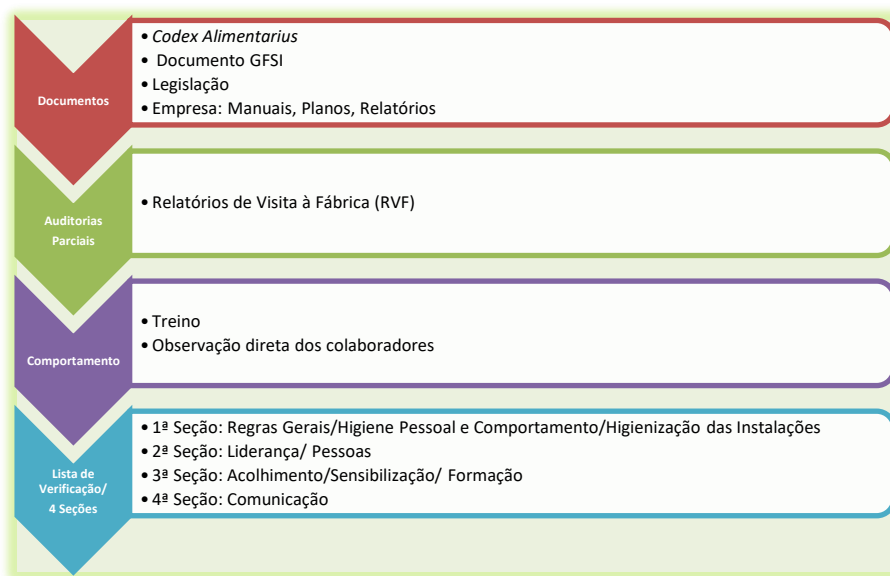 Documentos
• Codex Alimentarius
• Documento GFSI
• Legislação
• Empresa: Manuais, Planos, Relatórios
Auditorias
Parciais
• Relatórios de Visita à Fábrica (RVF)
Comportamento
• Treino
• Observação direta dos colaboradores
Lista de
Verificação/
4 Seções
• 1ª Seção: Regras Gerais/Higiene Pessoal e Comportamento/Higienização das Instalações
• 2ª Seção: Liderança/ Pessoas
• 3ª Seção: Acolhimento/Sensibilização/ Formação
• 4ª Seção: Comunicação